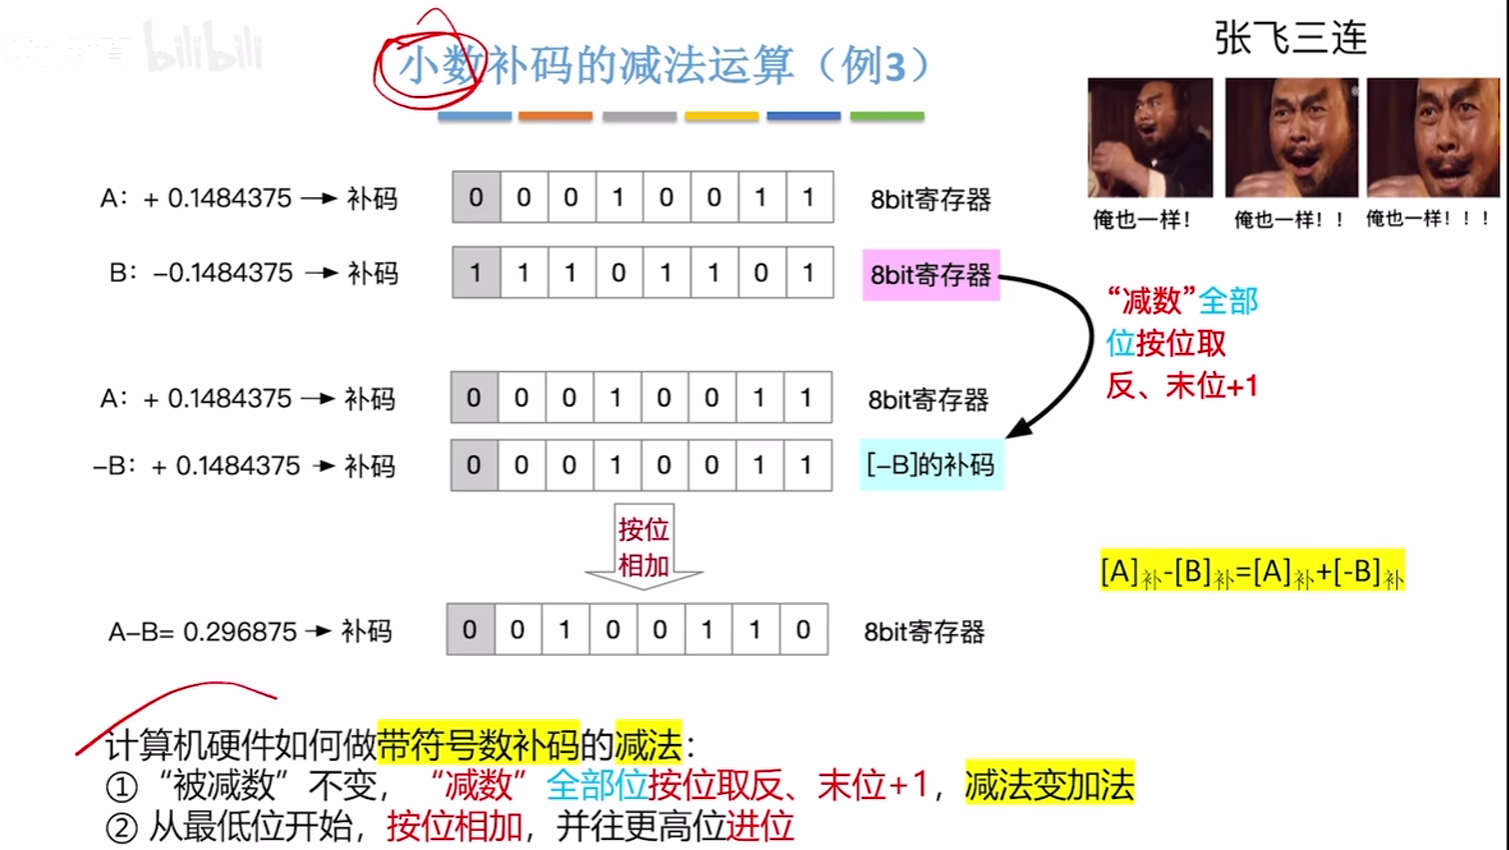 bilibili
小数补码的减法运算（例3）
张飞三连
A： + 0.1484375 → 补码 0 0 0 1 0 0 1 1 8bit寄存器
俺也一样！ 俺也一样！！ 俺也一样！！！
B： -0.1484375 → 补码 1 1 1 0 1 1 0 1 8bit寄存器
“减数”全部
位按位取
反、末位+1
A： + 0.1484375 → 补码 0 0 0 1 0 0 1 1 8bit寄存器
-B： + 0.1484375 → 补码 0 0 0 1 0 0 1 1 [-B]的补码
按位
相加
[A]补-[B]补=[A]补+[-B]补
A-B= 0.296875 → 补码 0 0 1 0 0 1 1 0 8bit寄存器
计算机硬件如何做带符号数补码的减法：
① “被减数” 不变， “减数” 全部位按位取反、末位+1，减法变加法
② 从最低位开始，按位相加，并往更高位进位